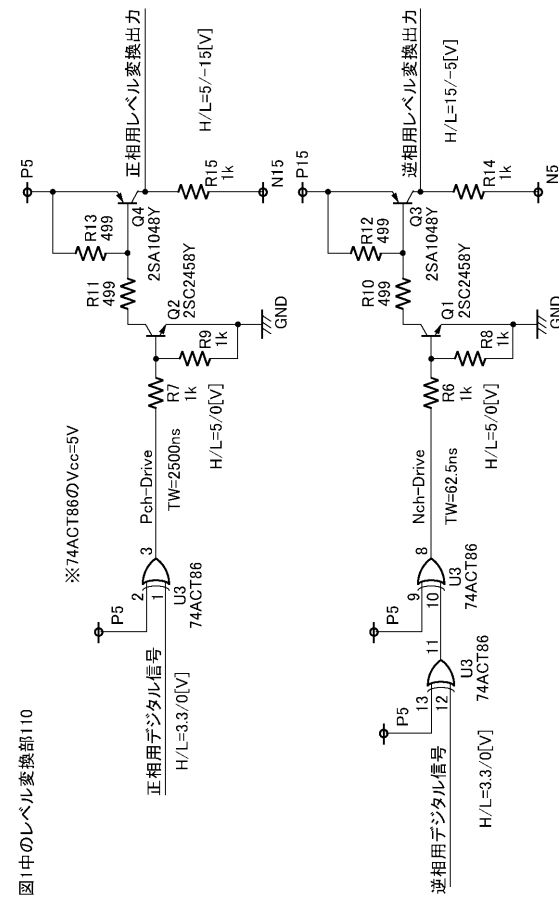 図1中のレベル変換部110
※74ACT86のVcc=5V
正相用デジタル信号
H/L=3.3/0[V]
P5
2
1
3
U3
74ACT86
Pch-Drive
TW=2500ns
H/L=5/0[V]
R7
1k
R9
1k
GND
Q2
2SC2458Y
R11
499
R13
499
P5
Q4
2SA1048Y
R15
1k
N15
正相用レベル変換出力
H/L=5/-15[V]
逆相用デジタル信号
H/L=3.3/0[V]
P5
13
12
11
U3
74ACT86
P5
9
10
8
U3
74ACT86
Nch-Drive
TW=62.5ns
H/L=5/0[V]
R6
1k
R8
1k
GND
Q1
2SC2458Y
R10
499
R12
499
P15
Q3
2SA1048Y
R14
1k
N5
逆相用レベル変換出力
H/L=15/-5[V]